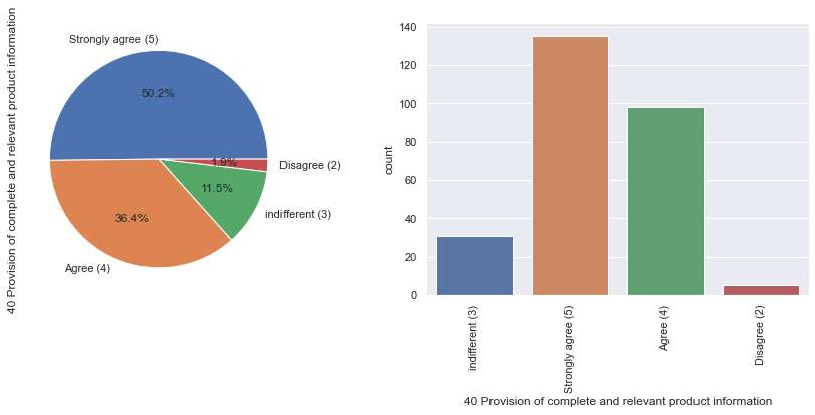 40 Provision of complete and relevant product information
Strongly agree (5)
50.2%
1.9%
Disagree (2)
11.5%
indifferent (3)
36.4%
Agree (4)
140
120
100
80
60
40
20
0
count
indifferent (3)
Strongly agree (5)
Agree (4)
Disagree (2)
40 Provision of complete and relevant product information